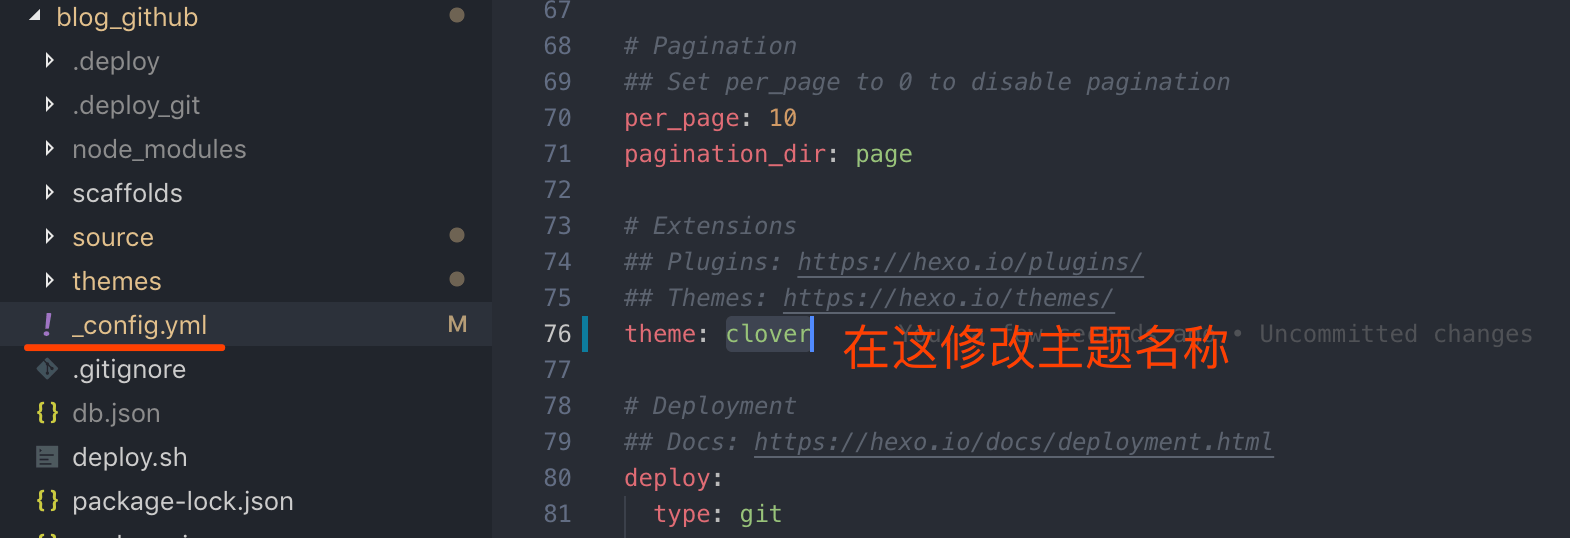 blog_github
.deploy
.deploy_git
node_modules
scaffolds
source
themes
! _config.yml M
.gitignore
{} db.json
deploy.sh
{} package-lock.json
67
68 # Pagination
69 ## Set per_page to 0 to disable pagination
70 per_page: 10
71 pagination_dir: page
72
73 # Extensions
74 ## Plugins: https://hexo.io/plugins/
75 ## Themes: https://hexo.io/themes/
76 theme: clover You, a few seconds ago • Uncommitted changes
在这修改主题名称
77
78 # Deployment
79 ## Docs: https://hexo.io/docs/deployment.html
80 deploy:
81 type: git